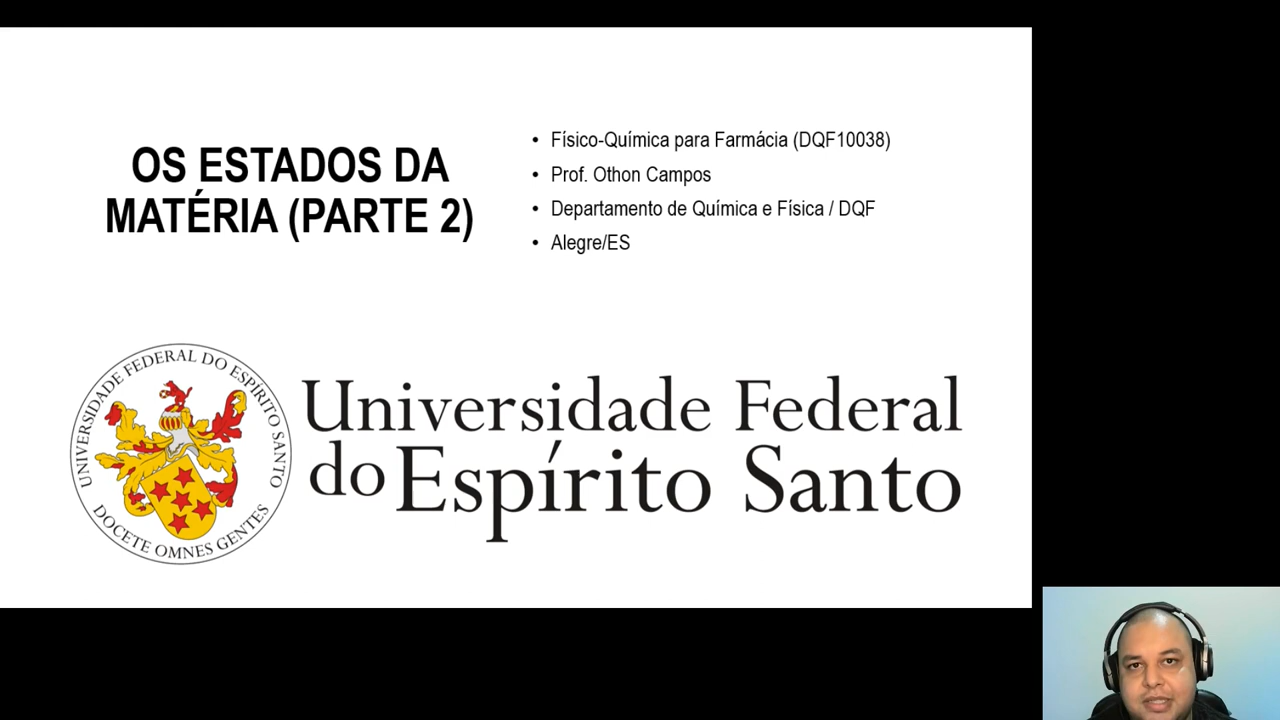 OS ESTADOS DA
MATÉRIA (PARTE 2)
• Físico-Química para Farmácia (DQF10038)
• Prof. Othon Campos
• Departamento de Química e Física / DQF
• Alegre/ES
UNIVERSIDADE FEDERAL DO ESPÍRITO SANTO
DOCETE OMNES GENTES
Universidade Federal
do Espírito Santo